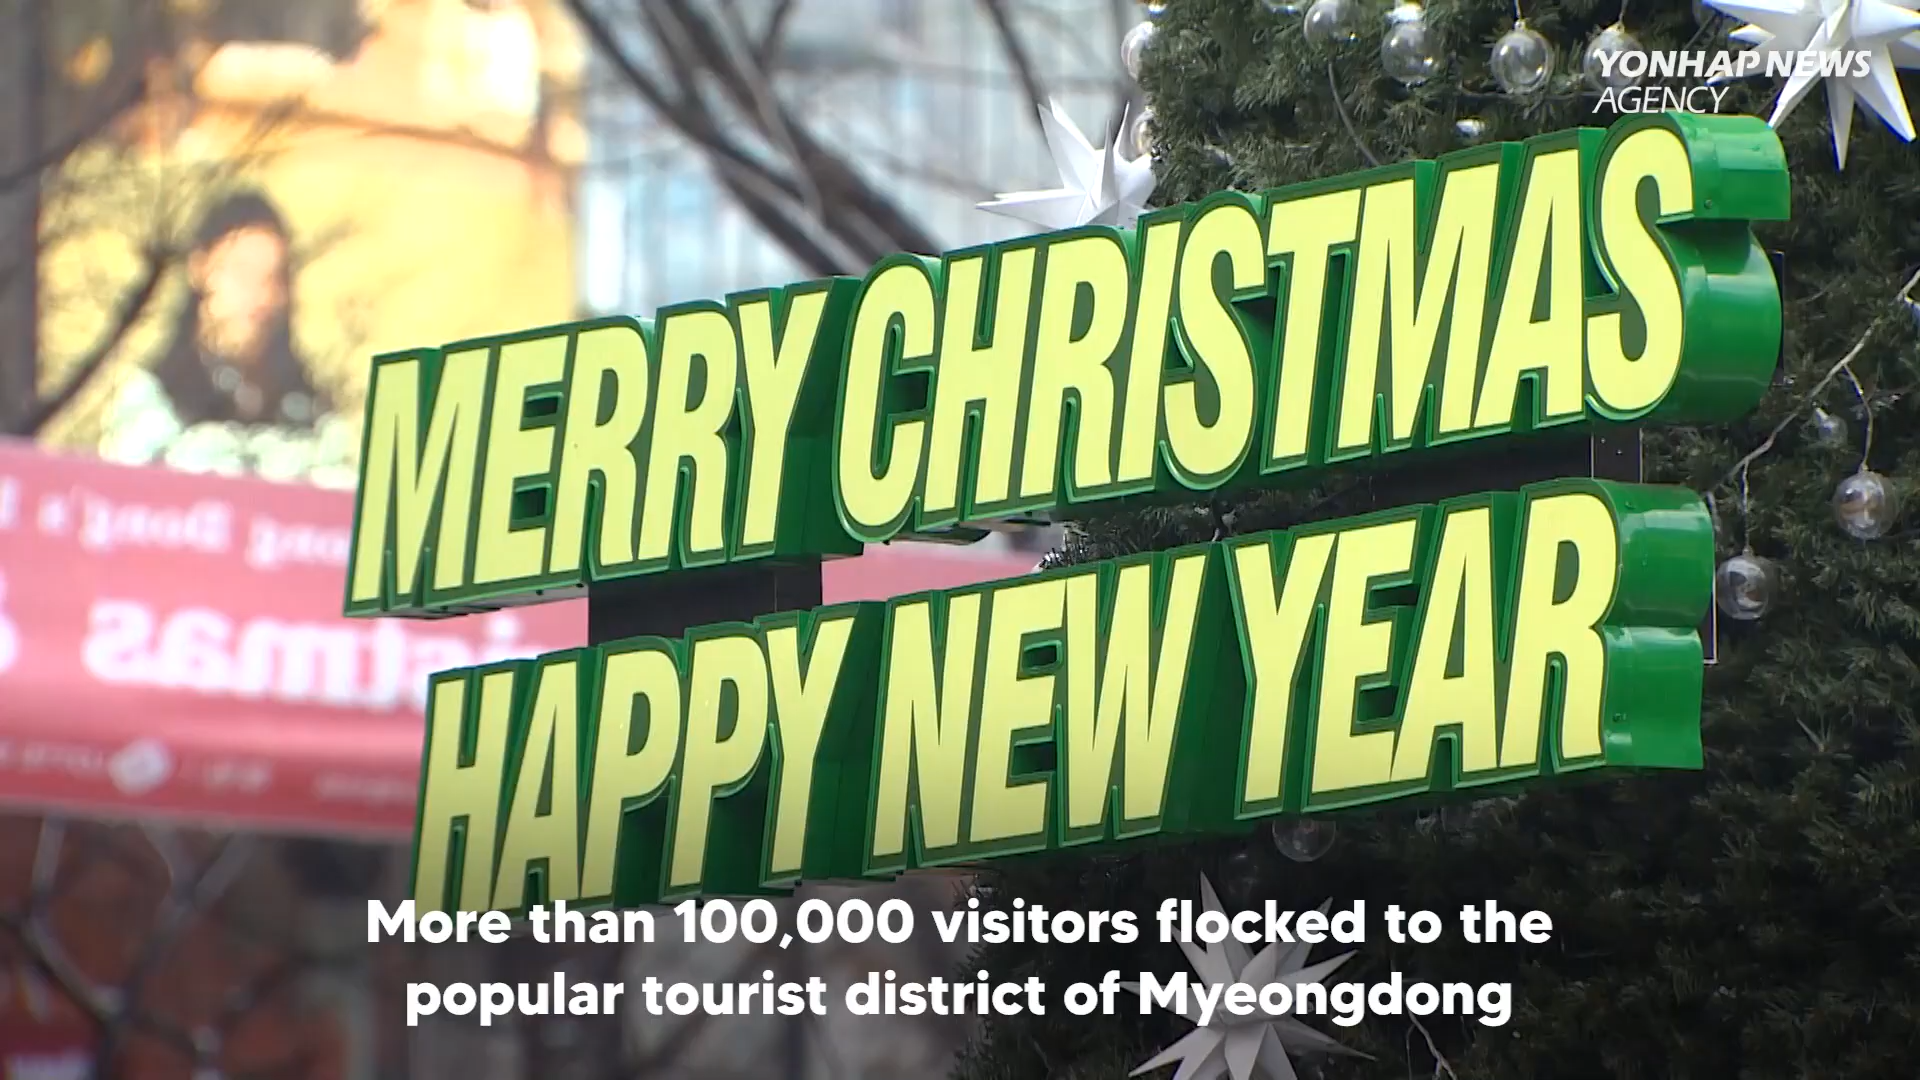 YONHAP NEWS
AGENCY
MERRY CHRISTMAS
HAPPY NEW YEAR
More than 100,000 visitors flocked to the
popular tourist district of Myeongdong